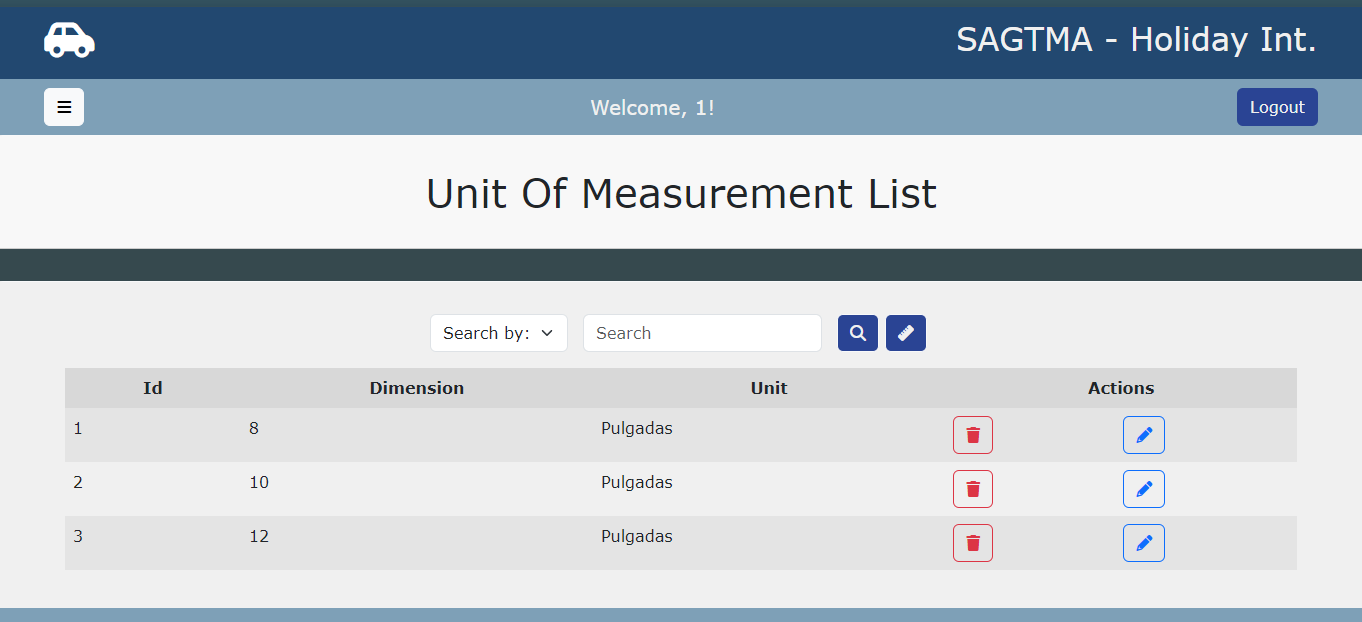 SAGTMA - Holiday Int.
Welcome, 1!
Logout
Unit Of Measurement List
Search by:
Search
Id Dimension Unit Actions
1 8 Pulgadas
2 10 Pulgadas
3 12 Pulgadas